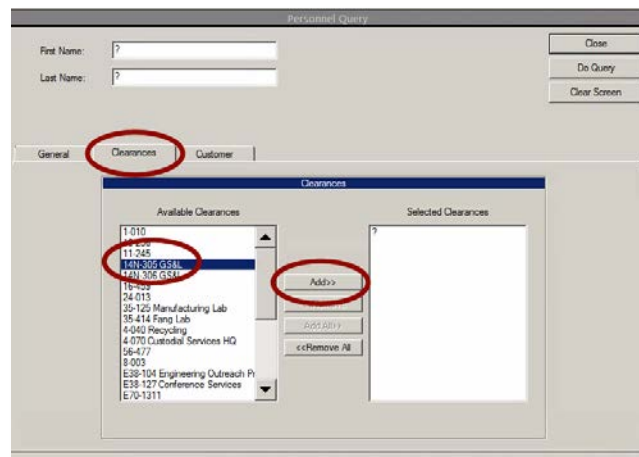 Personnel Query
First Name: ?
Last Name: ?
Close
Do Query
Clear Screen
General Clearances Customer
Clearances
Available Clearances
Selected Clearances
1-010
11-245
14N-305 GS&L
14N-306 GS&L
24-013
35-125 Manufacturing Lab
35-414 Fang Lab
4-040 Recycling
4-070 Custodial Services HQ
56-477
8-003
E38-104 Engineering Outreach Pr
E38-127 Conference Services
E70-1311
Add>>
Add All>>
<<Remove All
?